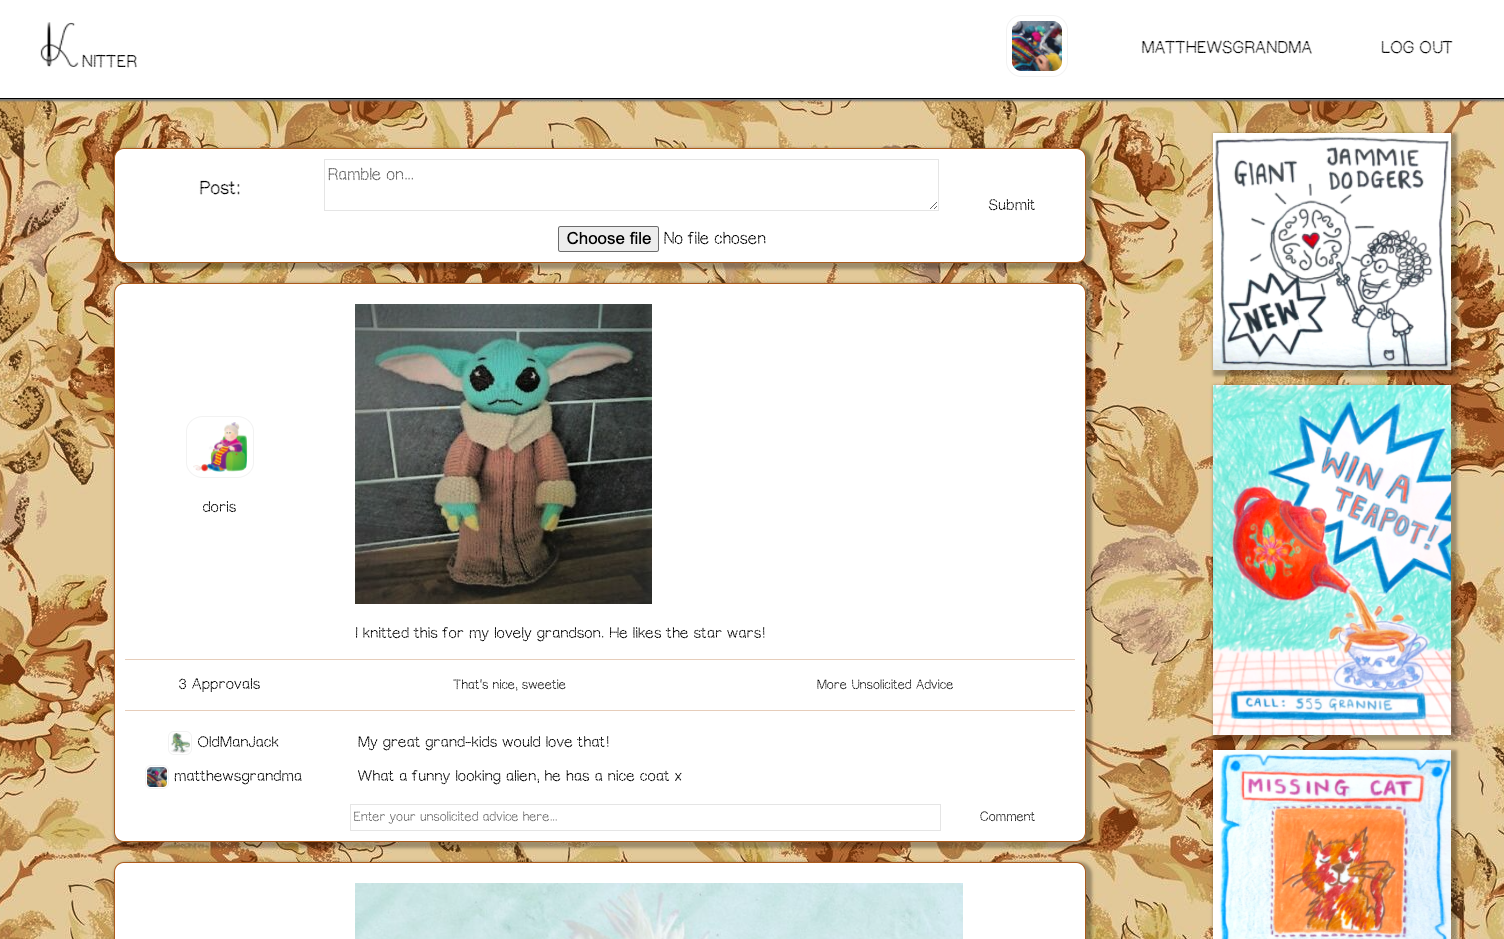 KNITTER
MATTHEWSGRANDMA
LOG OUT
Post:
Ramble on...
Submit
Choose file No file chosen
GIANT JAMMIE DODGERS
NEW
doris
I knitted this for my lovely grandson. He likes the star wars!
WIN A
TEAPOT!
CALL: 555 GRANNIE
3 Approvals
That's nice, sweetie
More Unsolicited Advice
OldManJack
My great grand-kids would love that!
matthewsgrandma
What a funny looking alien, he has a nice coat x
Enter your unsolicited advice here...
Comment
MISSING CAT